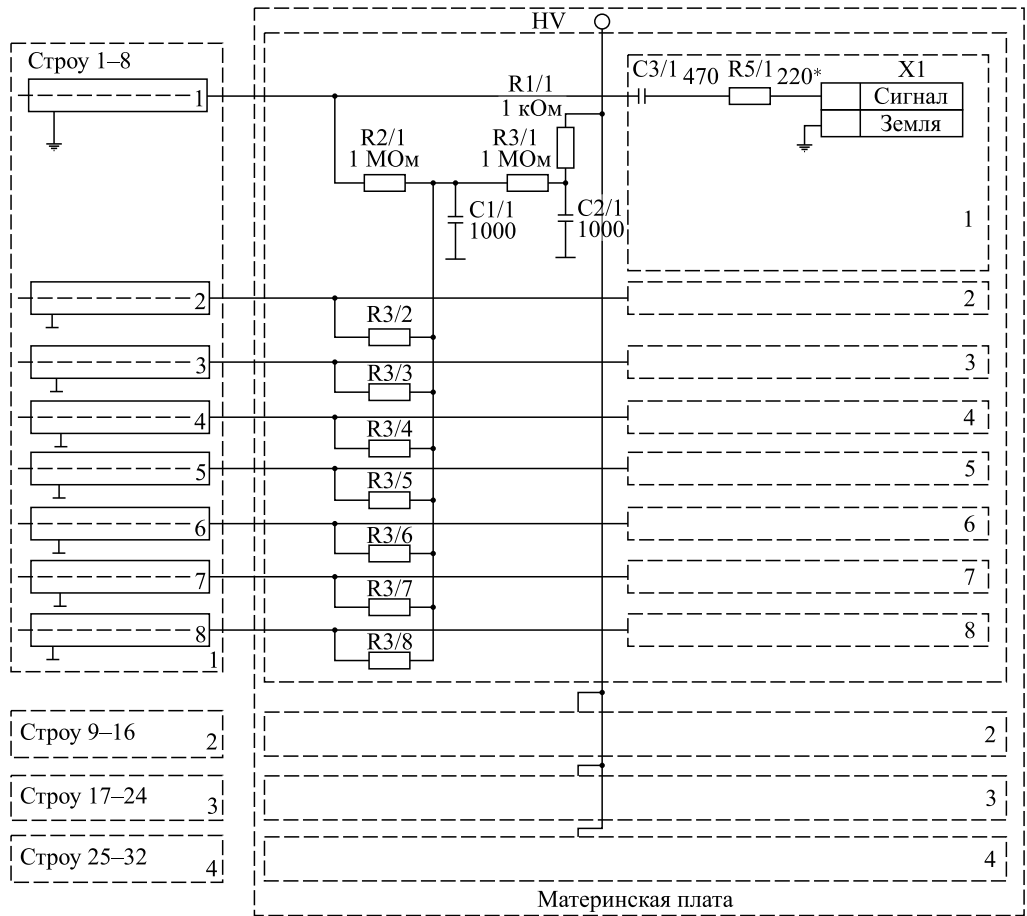 HV
Строу 1–8
1
C3/1 470 R5/1 220* X1
Сигнал
Земля
R1/1
1 кОм
R2/1
1 МОм
R3/1
1 МОм
C1/1
1000
C2/1
1000
1
2
R3/2
2
3
R3/3
3
4
R3/4
4
5
R3/5
5
6
R3/6
6
7
R3/7
7
8
R3/8
8
1
Строу 9–16
2
2
Строу 17–24
3
3
Строу 25–32
4
4
Материнская плата